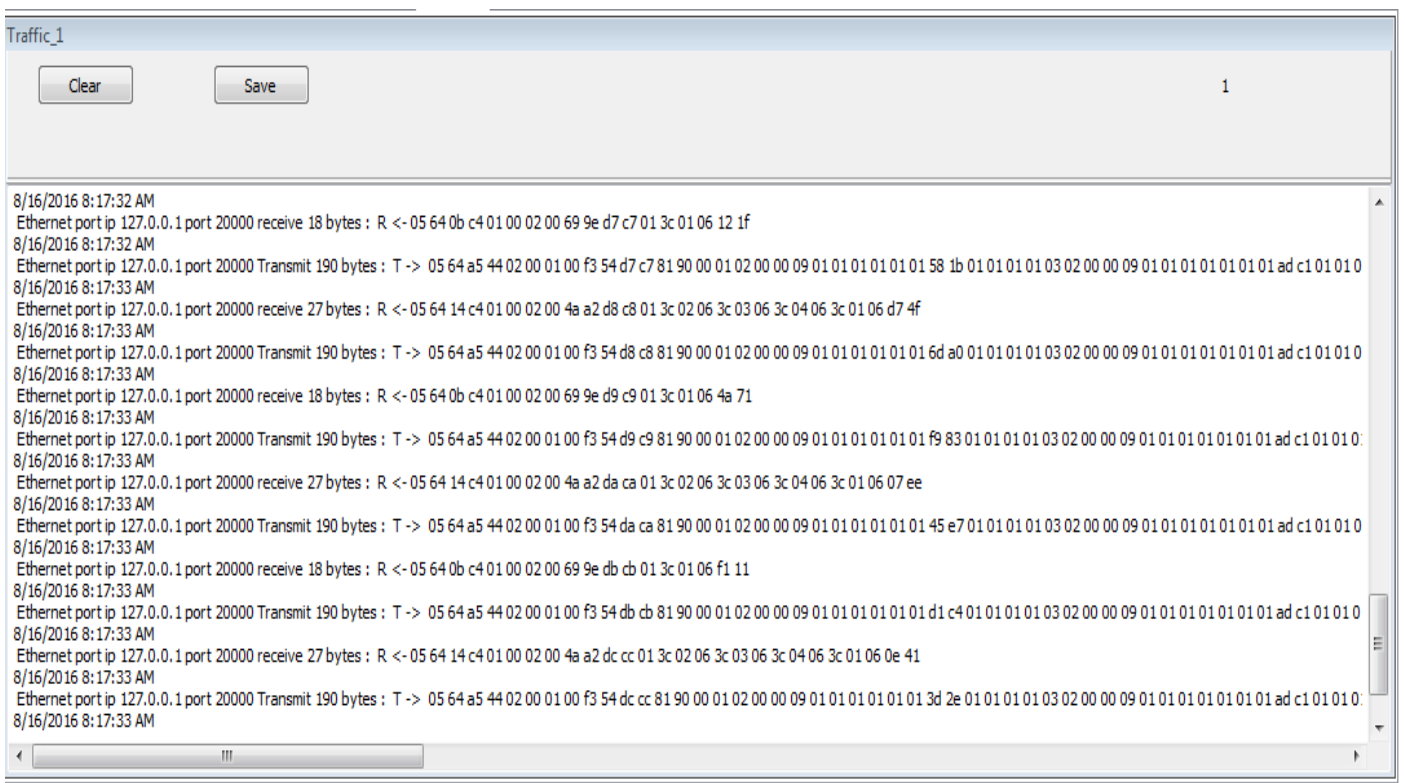 Traffic_1
Clear Save 1
8/16/2016 8:17:32 AM
Ethernet port ip 127.0.0.1 port 20000 receive 18 bytes : R <- 05 64 0b c4 01 00 02 00 69 9e d7 c7 01 3c 01 06 12 1f
8/16/2016 8:17:32 AM
Ethernet port ip 127.0.0.1 port 20000 Transmit 190 bytes : T -> 05 64 a5 44 02 00 01 00 f3 54 d7 c7 81 90 00 01 02 00 00 09 01 01 01 01 01 01 58 1b 01 01 01 01 03 02 00 00 09 01 01 01 01 01 01 01 ad c1 01 01 0
8/16/2016 8:17:33 AM
Ethernet port ip 127.0.0.1 port 20000 receive 27 bytes : R <- 05 64 14 c4 01 00 02 00 4a a2 d8 c8 01 3c 02 06 3c 03 06 3c 04 06 3c 01 06 d7 4f
8/16/2016 8:17:33 AM
Ethernet port ip 127.0.0.1 port 20000 Transmit 190 bytes : T -> 05 64 a5 44 02 00 01 00 f3 54 d8 c8 81 90 00 01 02 00 00 09 01 01 01 01 01 01 6d a0 01 01 01 01 03 02 00 00 09 01 01 01 01 01 01 01 ad c1 01 01 0
8/16/2016 8:17:33 AM
Ethernet port ip 127.0.0.1 port 20000 receive 18 bytes : R <- 05 64 0b c4 01 00 02 00 69 9e d9 c9 01 3c 01 06 4a 71
8/16/2016 8:17:33 AM
Ethernet port ip 127.0.0.1 port 20000 Transmit 190 bytes : T -> 05 64 a5 44 02 00 01 00 f3 54 d9 c9 81 90 00 01 02 00 00 09 01 01 01 01 01 01 f9 83 01 01 01 01 03 02 00 00 09 01 01 01 01 01 01 01 ad c1 01 01 0
8/16/2016 8:17:33 AM
Ethernet port ip 127.0.0.1 port 20000 receive 27 bytes : R <- 05 64 14 c4 01 00 02 00 4a a2 da ca 01 3c 02 06 3c 03 06 3c 04 06 3c 01 06 07 ee
8/16/2016 8:17:33 AM
Ethernet port ip 127.0.0.1 port 20000 Transmit 190 bytes : T -> 05 64 a5 44 02 00 01 00 f3 54 da ca 81 90 00 01 02 00 00 09 01 01 01 01 01 01 45 e7 01 01 01 01 03 02 00 00 09 01 01 01 01 01 01 01 ad c1 01 01 0
8/16/2016 8:17:33 AM
Ethernet port ip 127.0.0.1 port 20000 receive 18 bytes : R <- 05 64 0b c4 01 00 02 00 69 9e db cb 01 3c 01 06 f1 11
8/16/2016 8:17:33 AM
Ethernet port ip 127.0.0.1 port 20000 Transmit 190 bytes : T -> 05 64 a5 44 02 00 01 00 f3 54 db cb 81 90 00 01 02 00 00 09 01 01 01 01 01 01 d1 c4 01 01 01 01 03 02 00 00 09 01 01 01 01 01 01 01 ad c1 01 01 0
8/16/2016 8:17:33 AM
Ethernet port ip 127.0.0.1 port 20000 receive 27 bytes : R <- 05 64 14 c4 01 00 02 00 4a a2 dc cc 01 3c 02 06 3c 03 06 3c 04 06 3c 01 06 0e 41
8/16/2016 8:17:33 AM
Ethernet port ip 127.0.0.1 port 20000 Transmit 190 bytes : T -> 05 64 a5 44 02 00 01 00 f3 54 dc cc 81 90 00 01 02 00 00 09 01 01 01 01 01 01 3d 2e 01 01 01 01 03 02 00 00 09 01 01 01 01 01 01 01 ad c1 01 01 0
8/16/2016 8:17:33 AM